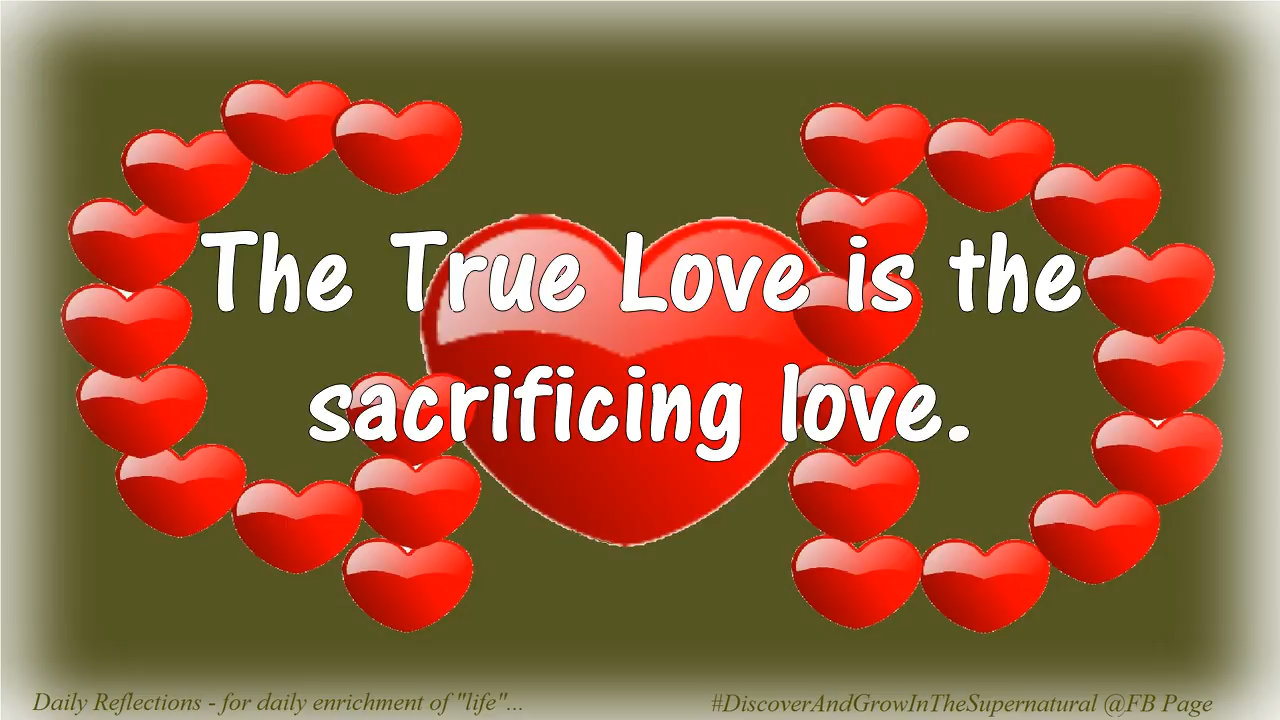 The True Love is the
sacrificing love.
Daily Reflections - for daily enrichment of "life"...
#DiscoverAndGrowInTheSupernatural @FB Page